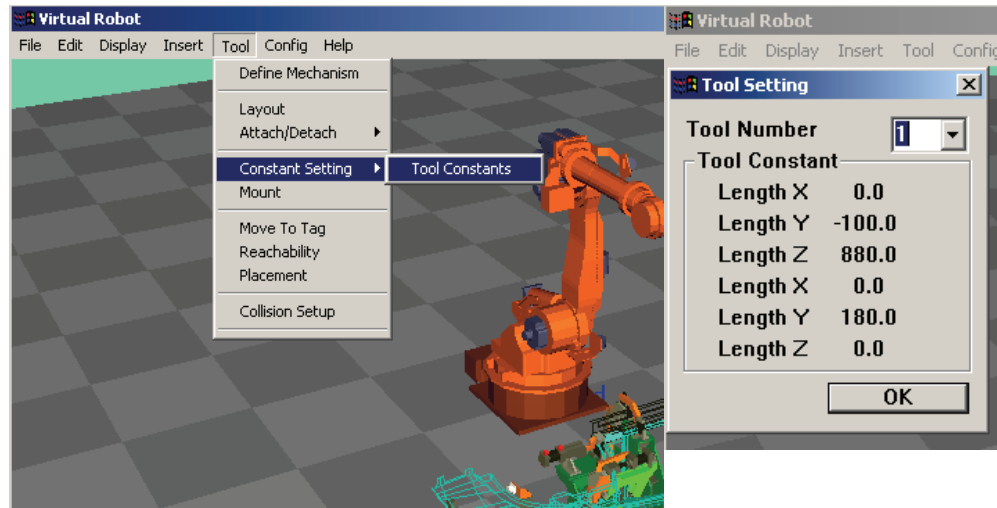 Virtual Robot
File Edit Display Insert Tool Config Help
Define Mechanism
Layout
Attach/Detach
Constant Setting
Tool Constants
Mount
Move To Tag
Reachability
Placement
Collision Setup
Virtual Robot
File Edit Display Insert Tool Config
Tool Setting
Tool Number 1
Tool Constant
Length X 0.0
Length Y -100.0
Length Z 880.0
Length X 0.0
Length Y 180.0
Length Z 0.0
OK